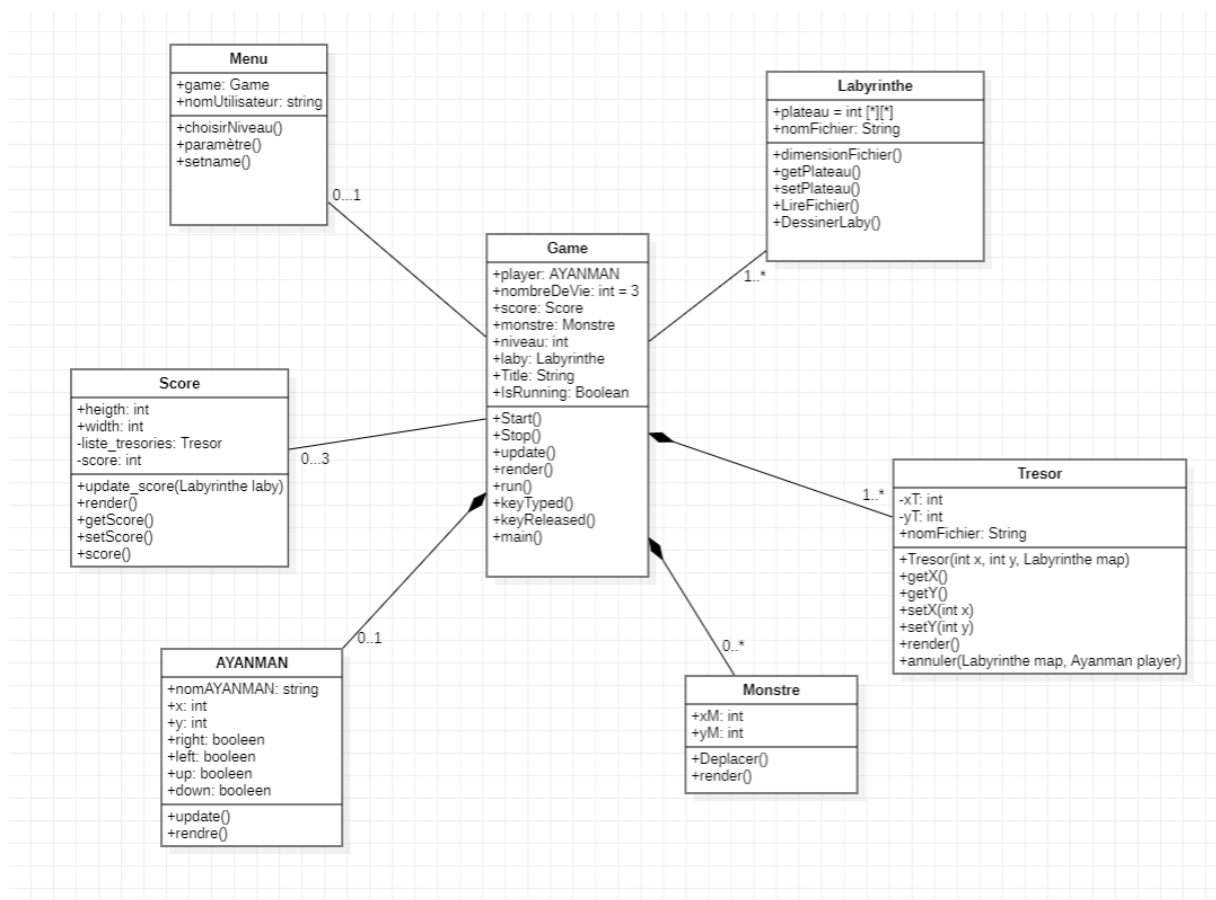 Menu
+game: Game
+nomUtilisateur: string
+choisirNiveau()
+paramètre()
+setname()
0...1
Labyrinthe
+plateau = int [*][*]
+nomFichier: String
+dimensionFichier()
+getPlateau()
+setPlateau()
+LireFichier()
+DessinerLaby()
1..*
Game
+player: AYANMAN
+nombreDeVie: int = 3
+score: Score
+monstre: Monstre
+niveau: int
+laby: Labyrinthe
+Title: String
+IsRunning: Boolean
+Start()
+Stop()
+update()
+render()
+run()
+keyTyped()
+keyReleased()
+main()
Score
+heigth: int
+width: int
-liste_tresories: Tresor
-score: int
+update_score(Labyrinthe laby)
+render()
+getScore()
+setScore()
+score()
0...3
Tresor
-xT: int
-yT: int
+nomFichier: String
+Tresor(int x, int y, Labyrinthe map)
+getX()
+getY()
+setX(int x)
+setY(int y)
+render()
+annuler(Labyrinthe map, Ayanman player)
1..*
0..1
AYANMAN
+nomAYANMAN: string
+x: int
+y: int
+right: booleen
+left: booleen
+up: booleen
+down: booleen
+update()
+rendre()
0..*
Monstre
+xM: int
+yM: int
+Deplacer()
+render()